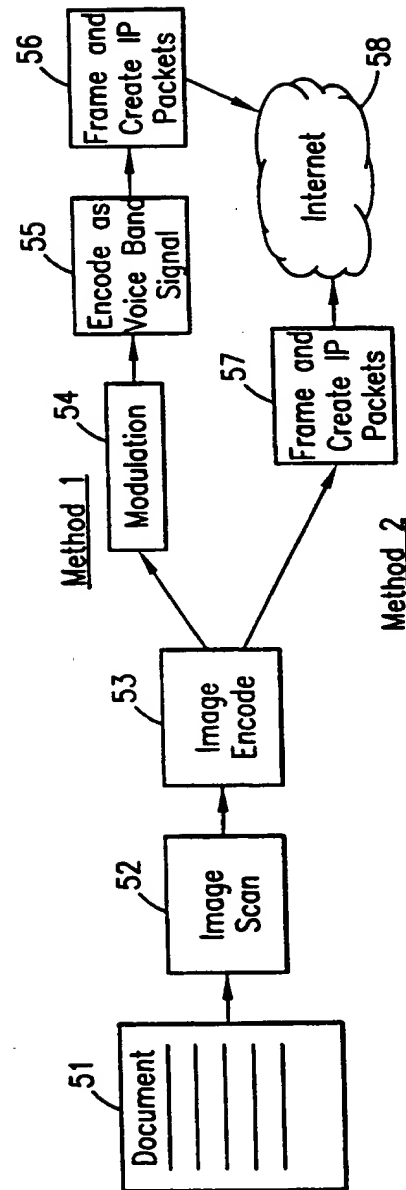 51
Document
52
Image
Scan
53
Image
Encode
Method 1
54
Modulation
55
Encode as
Voice Band
Signal
56
Frame and
Create IP
Packets
Method 2
57
Frame and
Create IP
Packets
Internet
58